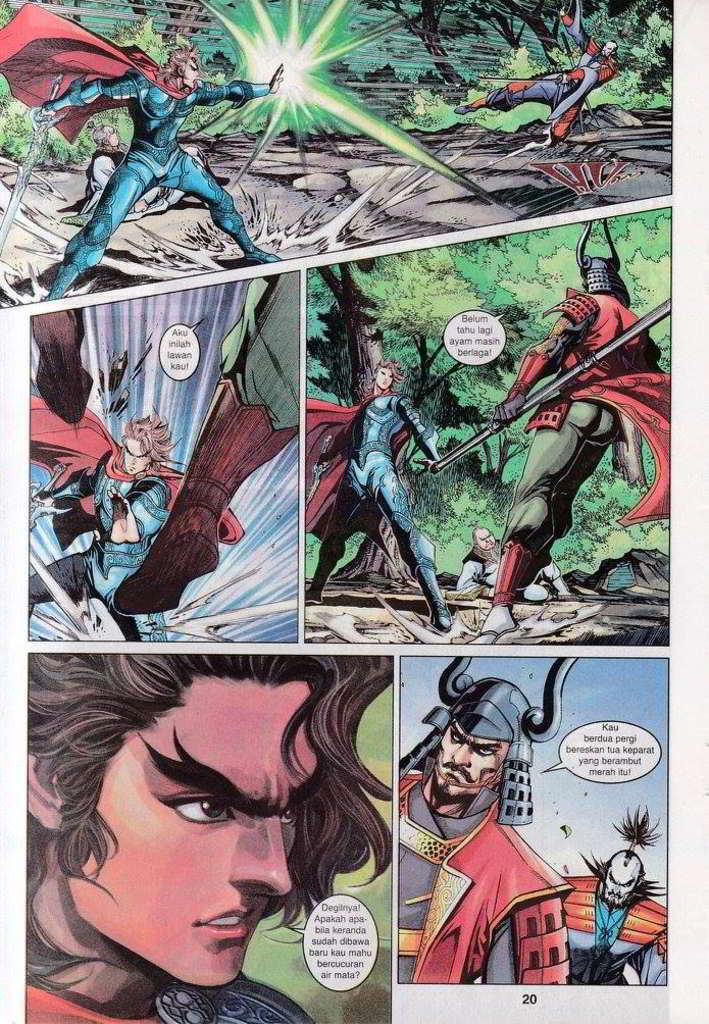 Aku
inilah
lawan
kau!
Belum
tahu lagi
ayam masih
berlaga!
Degilnya!
Apakah apa-
bila keranda
sudah dibawa
baru kau mahu
bercucuran
air mata?
Kau
berdua pergi
bereskan tua keparat
yang berambut
merah itu!
20